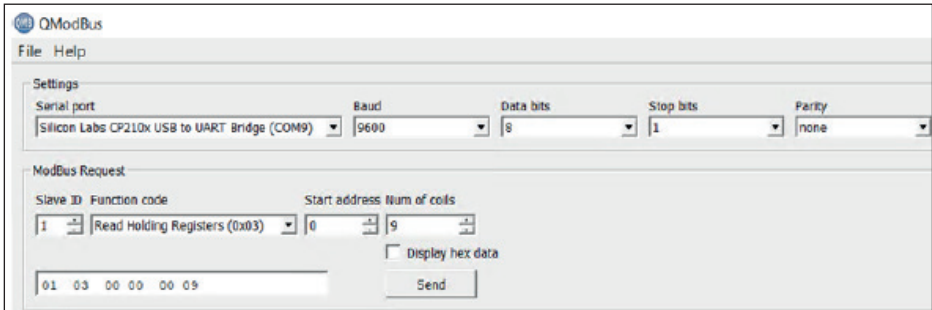 QModBus
File Help
Settings
Serial port Baud Data bits Stop bits Parity
Silicon Labs CP210x USB to UART Bridge (COM9) 9600 8 1 none
ModBus Request
Slave ID Function code Start address Num of coils
1 Read Holding Registers (0x03) 0 9
Display hex data
01 03 00 00 00 09 Send